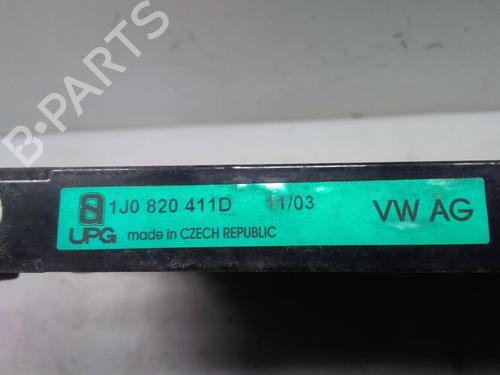 B-PARTS
1J0 820 411D 11/03 VW AG
UPG made in CZECH REPUBLIC